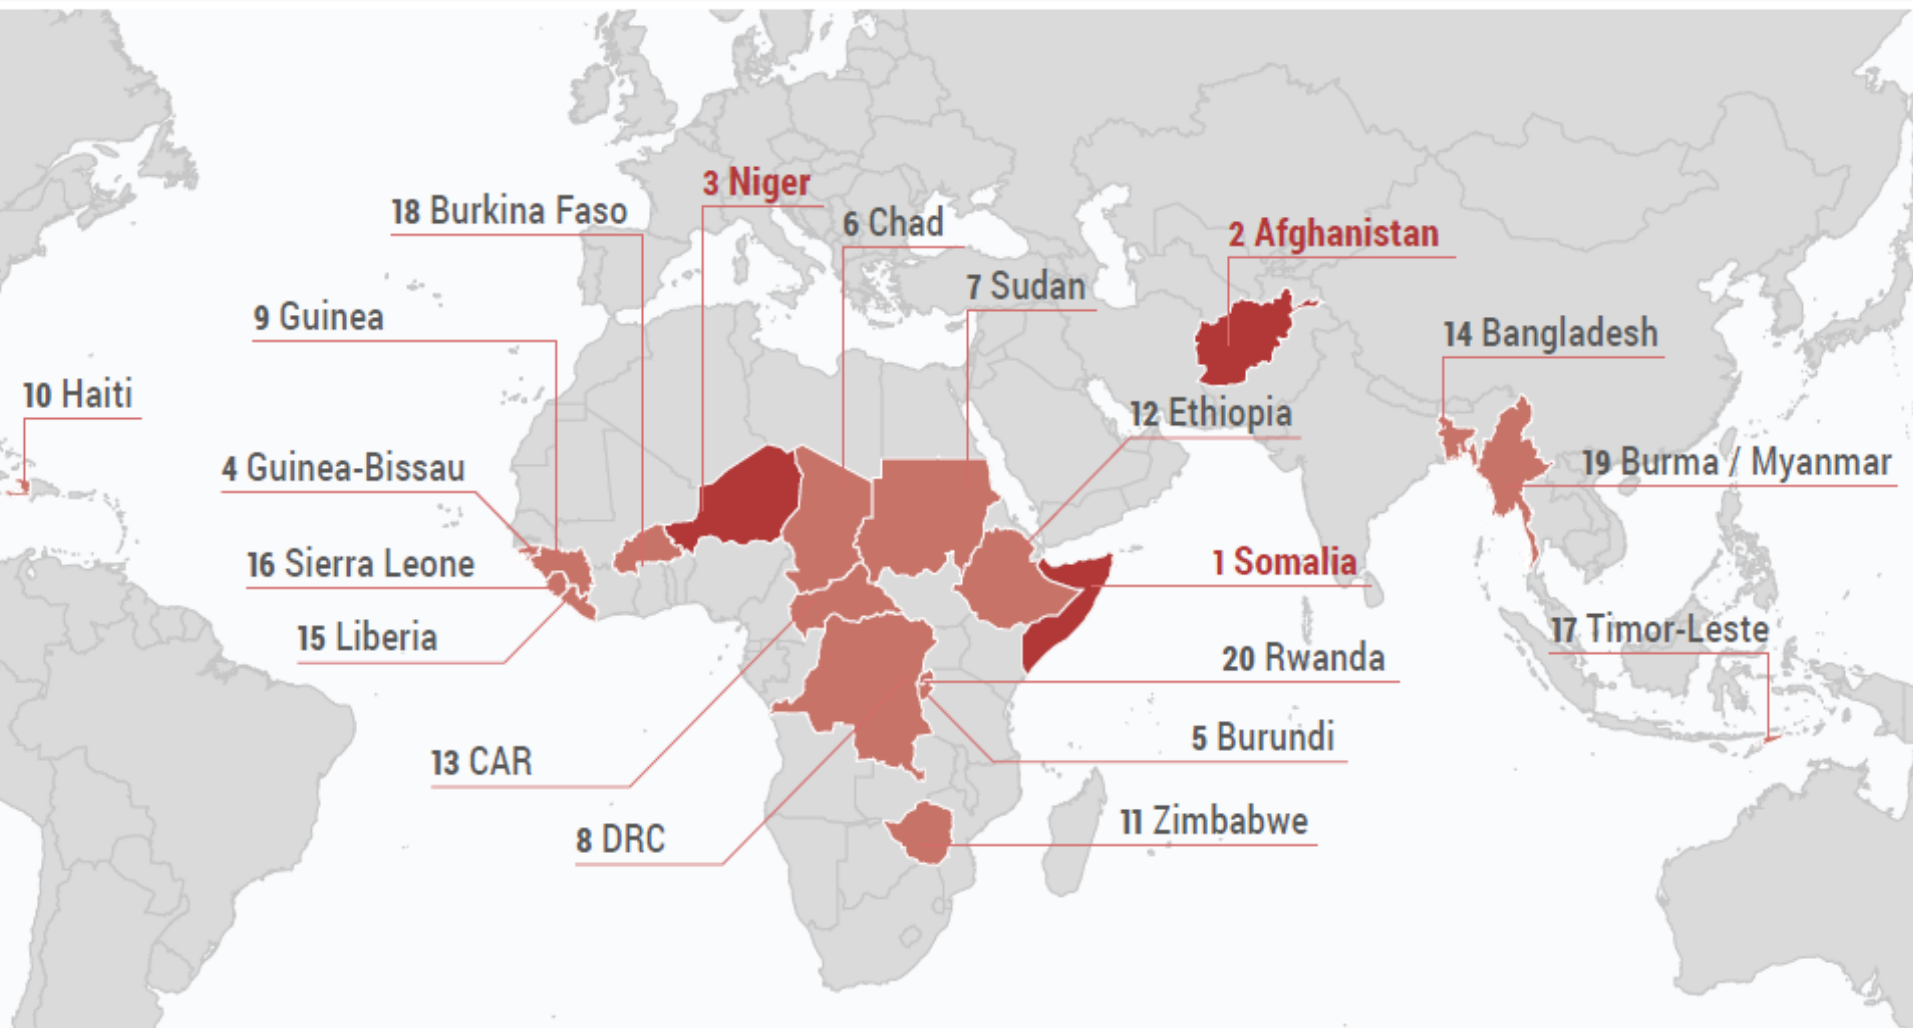 3 Niger
18 Burkina Faso
6 Chad
2 Afghanistan
7 Sudan
9 Guinea
14 Bangladesh
10 Haiti
12 Ethiopia
4 Guinea-Bissau
19 Burma / Myanmar
16 Sierra Leone
1 Somalia
15 Liberia
17 Timor-Leste
20 Rwanda
5 Burundi
13 CAR
11 Zimbabwe
8 DRC